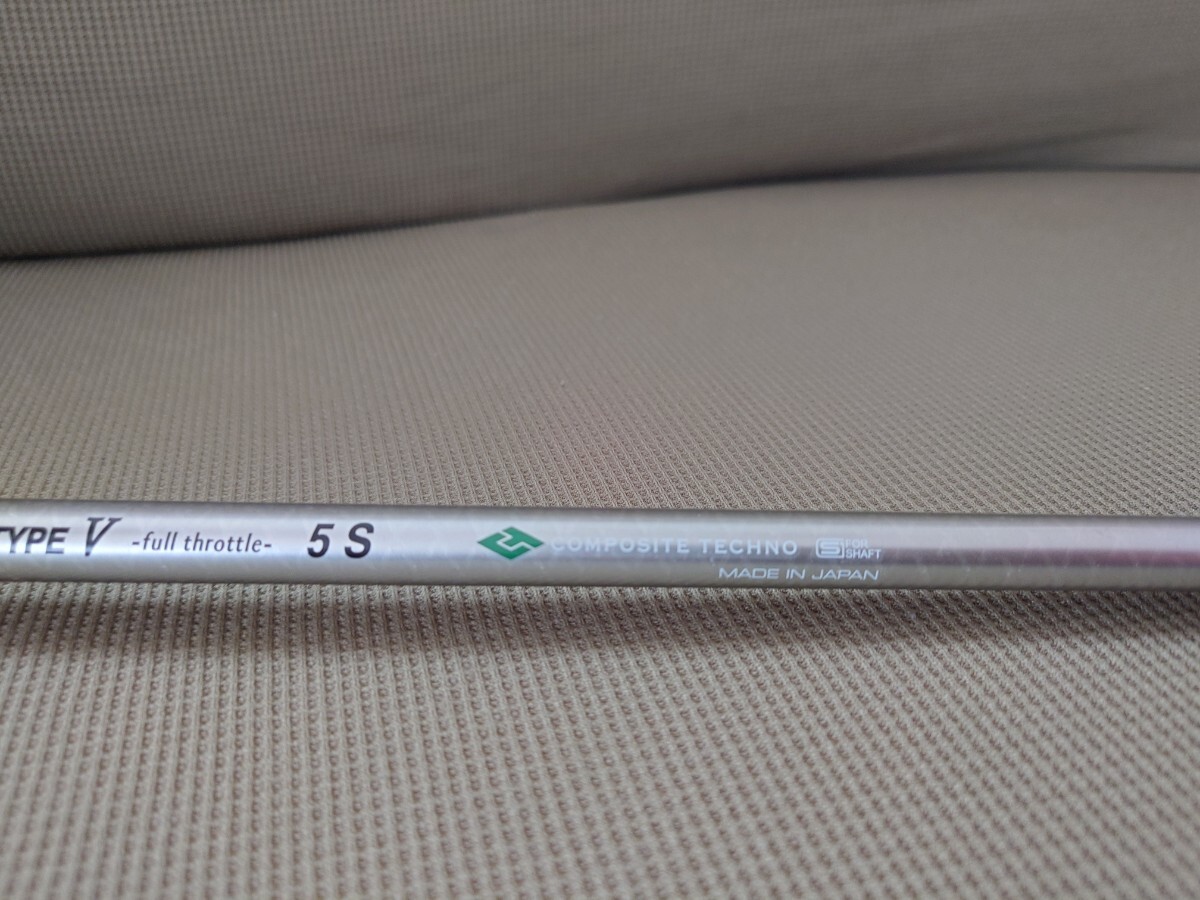 TYPE V -full throttle- 5 S COMPOSITE TECHNO S FOR SHAFT
MADE IN JAPAN